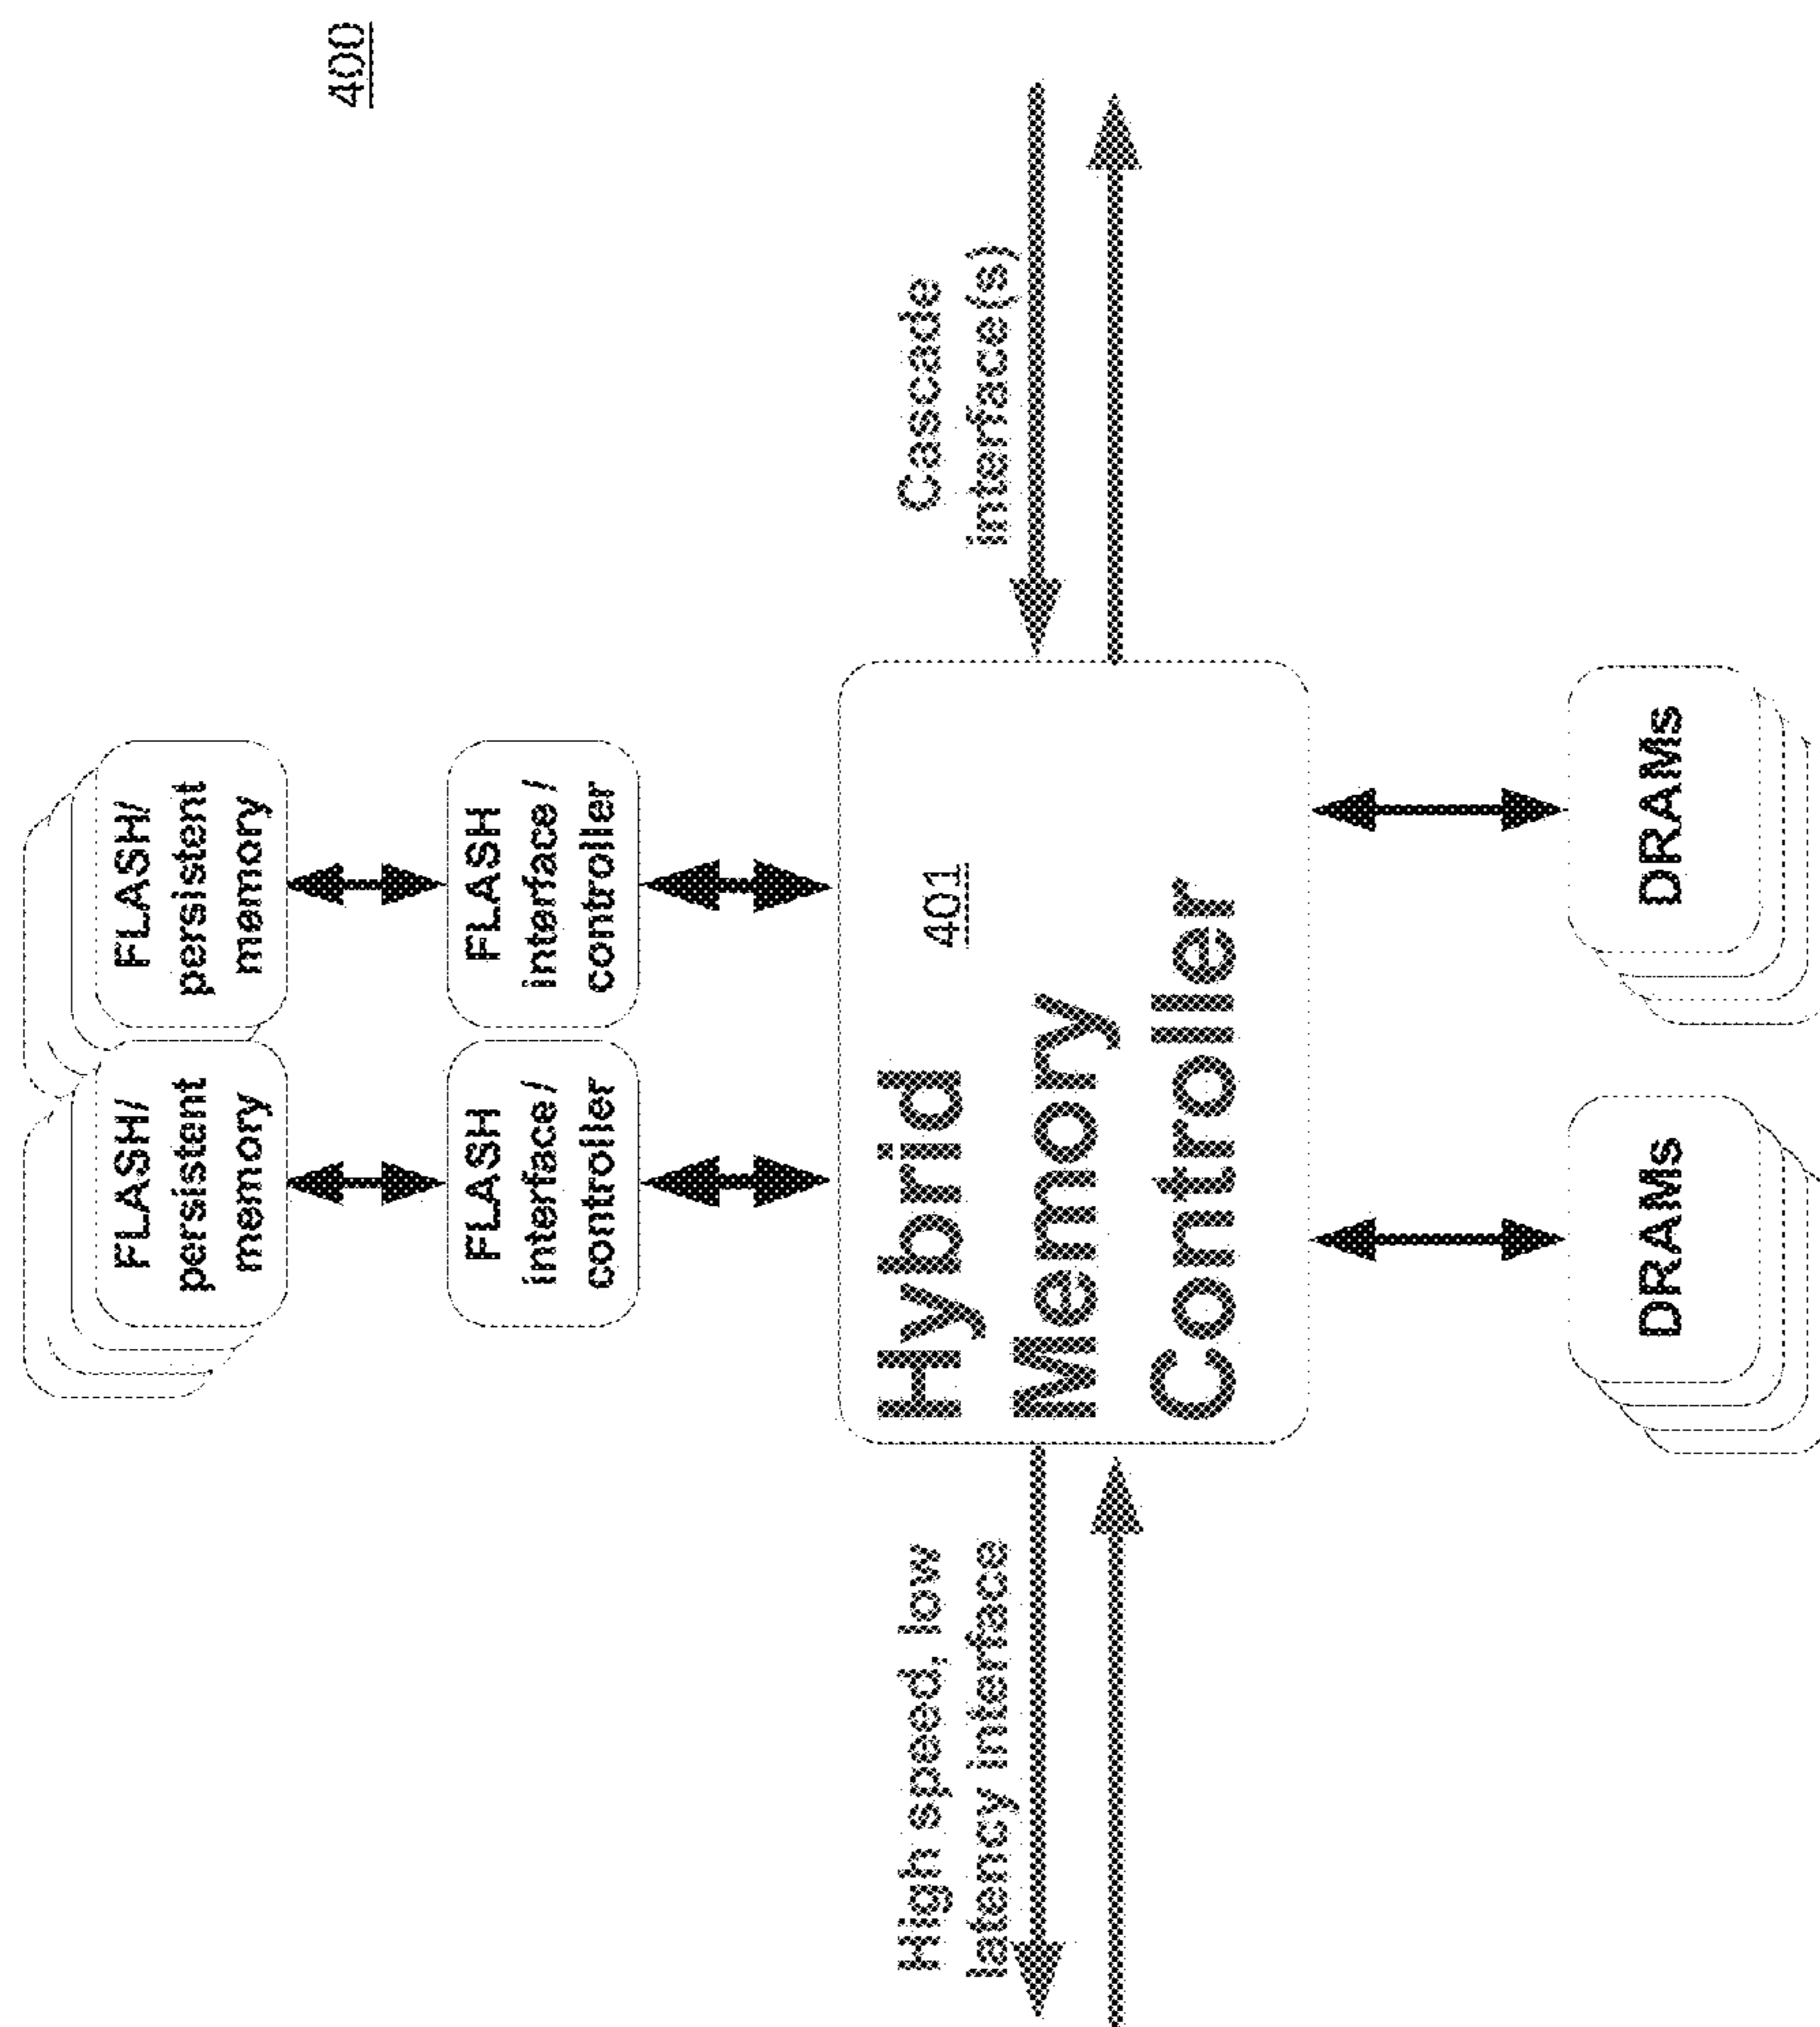 FLASH/
persistent
memory
FLASH/
persistent
memory
400
FLASH
interface/
controller
FLASH
interface /
controller
High speed, low
latency interface
Hybrid
Memory
Controller
401
Cascade
interface(s)
DRAMs
DRAMs